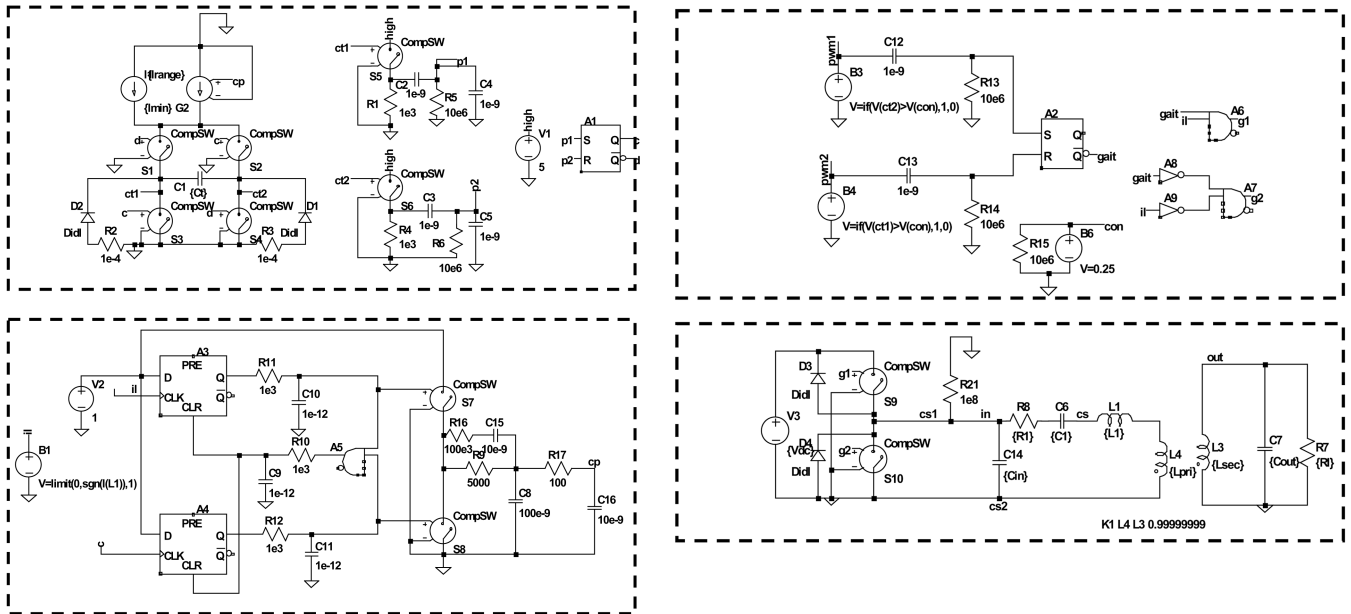 I1
{Irange}
cp
{Imin}
G2
d
CompSW
S1
c
CompSW
S2
ct1
C1
{Ct}
ct2
D2
Didl
c
CompSW
S3
d
CompSW
S4
D1
Didl
R2
1e-4
R3
1e-4
high
ct1
CompSW
S5
R1
1e3
C2
1e-9
p1
R5
10e6
C4
1e-9
high
ct2
CompSW
S6
R4
1e3
C3
1e-9
p2
R6
10e6
C5
1e-9
high
V1
5
A1
p1
S
Q
c
p2
R
Q
d
pwm1
C12
1e-9
B3
V=if(V(ct2)>V(con),1,0)
R13
10e6
pwm2
C13
1e-9
B4
V=if(V(ct1)>V(con),1,0)
R14
10e6
A2
S
Q
R
Q
gait
R15
10e6
B6
con
V=0.25
A6
gait
il
g1
A8
gait
A9
il
A7
g2
il
B1
V=limit(0,sgn(I(L1)),1)
V2
1
il
A3
PRE
D
Q
CLK
Q
CLR
R11
1e3
C10
1e-12
R10
1e3
A5
C9
1e-12
A4
PRE
D
Q
CLK
Q
CLR
c
R12
1e3
C11
1e-12
CompSW
S7
R16
100e3
C15
10e-9
R9
5000
R17
100
cp
C8
100e-9
C16
10e-9
CompSW
S8
V3
{Vdc}
D3
Didl
g1
CompSW
S9
D4
Didl
g2
CompSW
S10
cs1
R21
1e8
in
C14
{Cin}
cs2
R8
{R1}
C6
{C1}
cs
L1
{L1}
L4
{Lpri}
out
L3
{Lsec}
C7
{Cout}
R7
{Rl}
K1 L4 L3 0.99999999